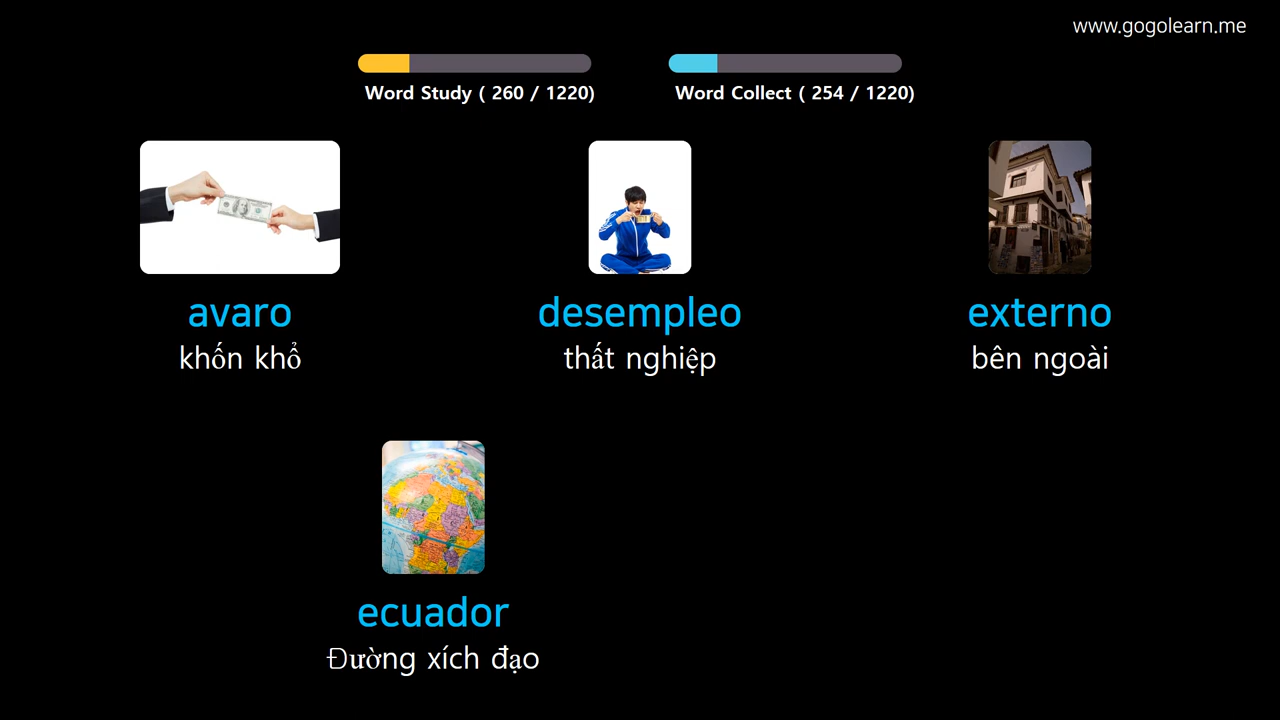 www.gogolearn.me
Word Study ( 260 / 1220)
Word Collect ( 254 / 1220)
avaro
khốn khổ
desempleo
thất nghiệp
externo
bên ngoài
ecuador
Đường xích đạo